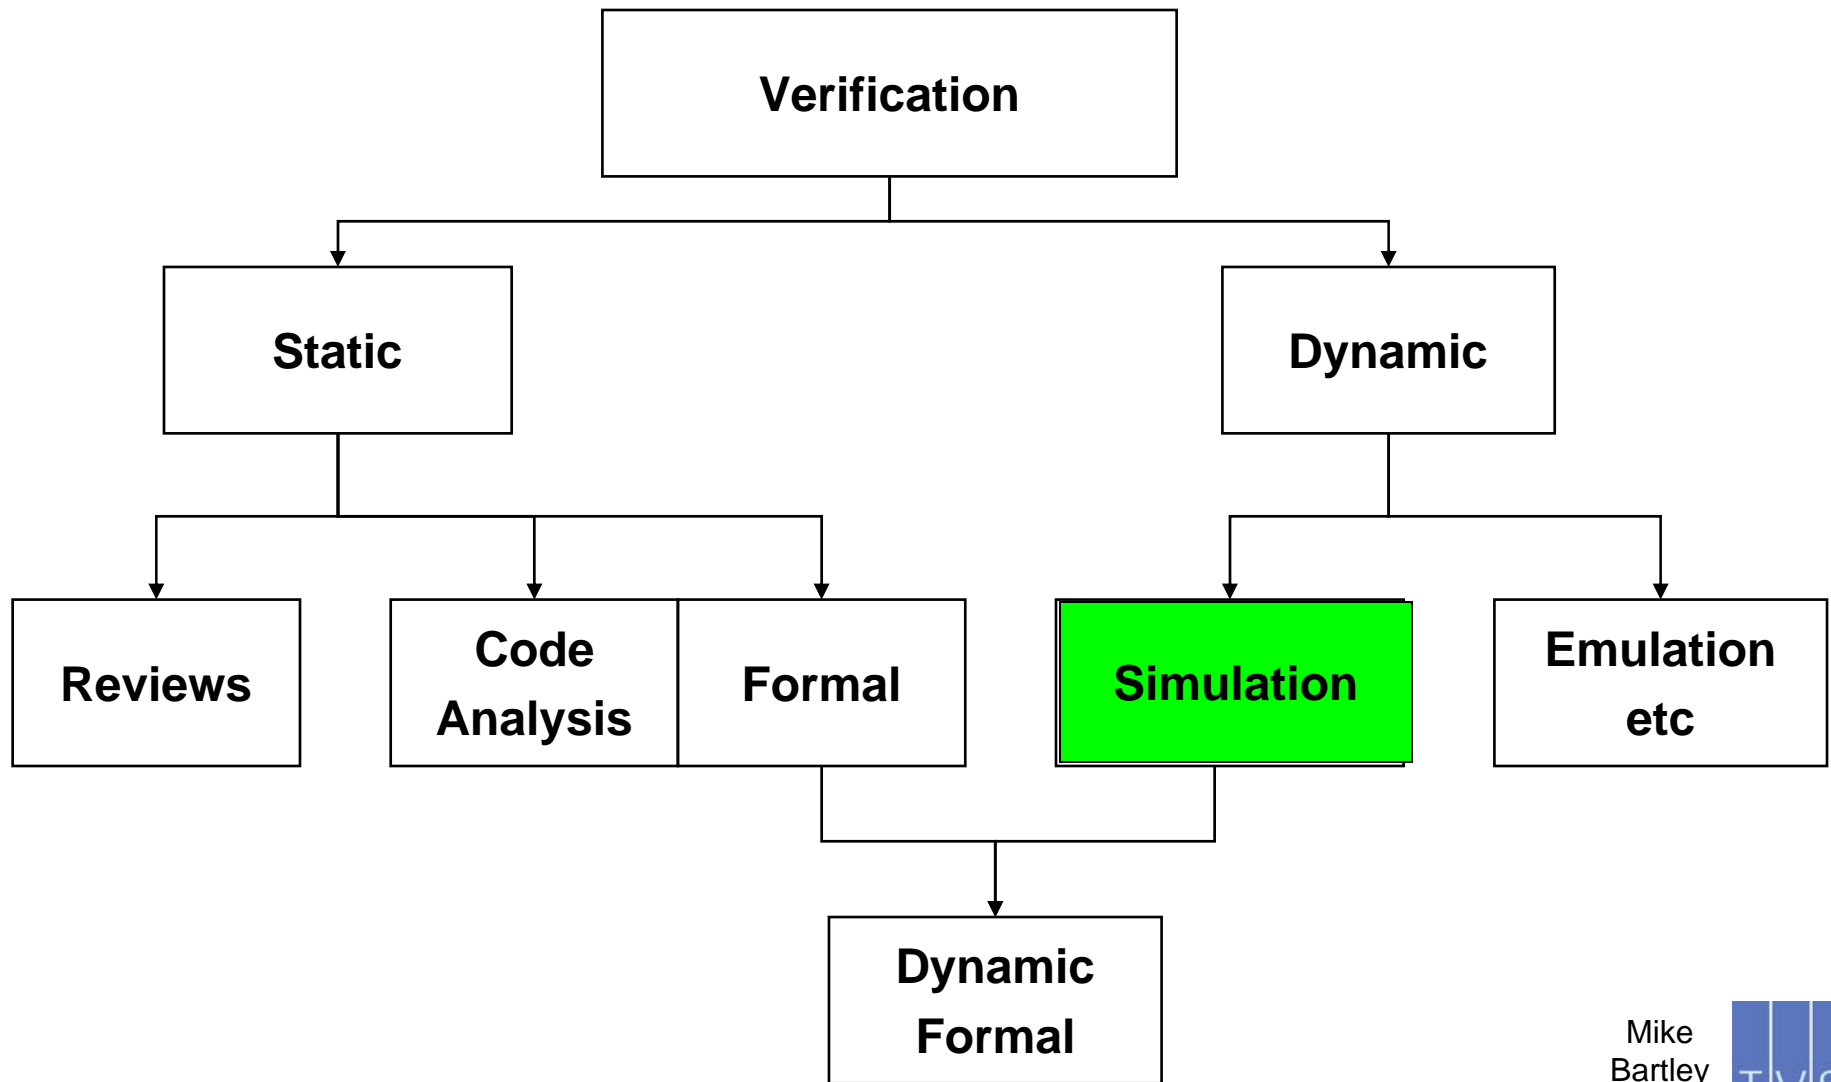 Verification
Static
Dynamic
Reviews
Code
Analysis
Formal
Simulation
Emulation
etc
Dynamic
Formal
Mike
Bartley
T V S